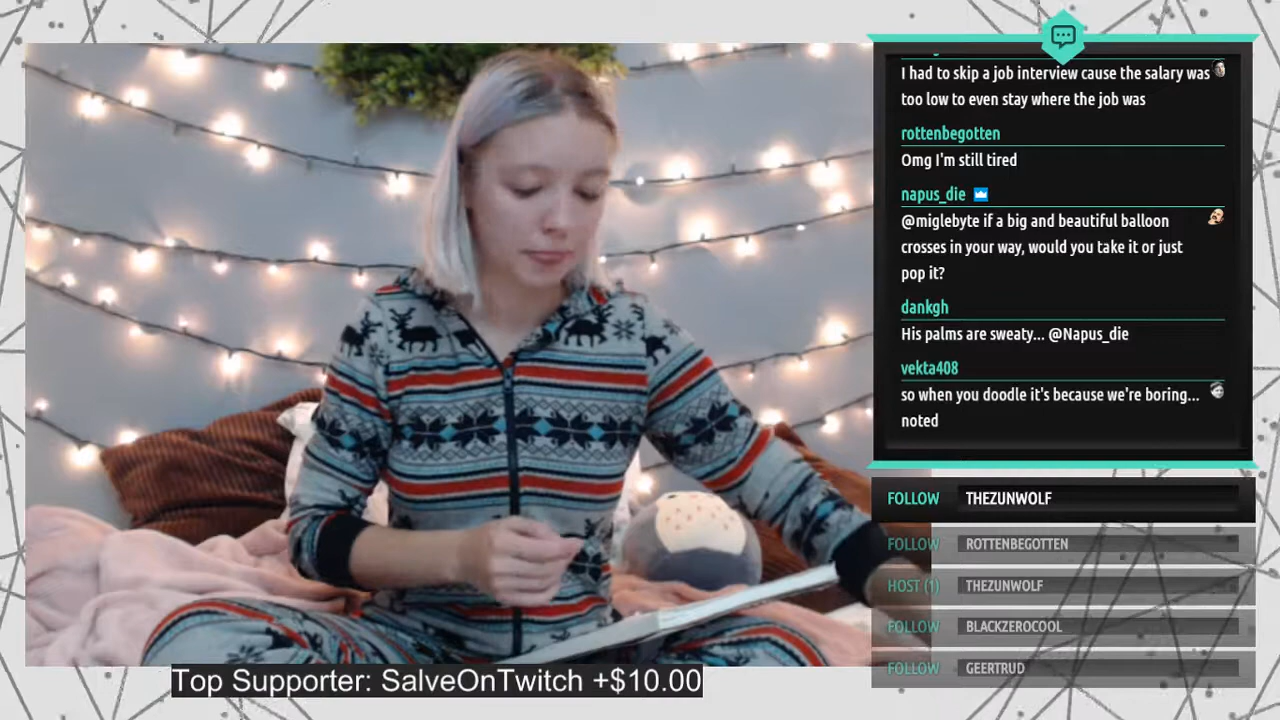 I had to skip a job interview cause the salary was
too low to even stay where the job was
rottenbegotten
Omg I'm still tired
napus_die
@miglebyte if a big and beautiful balloon
crosses in your way, would you take it or just
pop it?
dankgh
His palms are sweaty... @Napus_die
vekta408
so when you doodle it's because we're boring...
noted
FOLLOW THEZUNWOLF
FOLLOW ROTTENBEGOTTEN
HOST (1) THEZUNWOLF
FOLLOW BLACKZEROCOOL
FOLLOW GEERTRUD
Top Supporter: SalveOnTwitch +$10.00